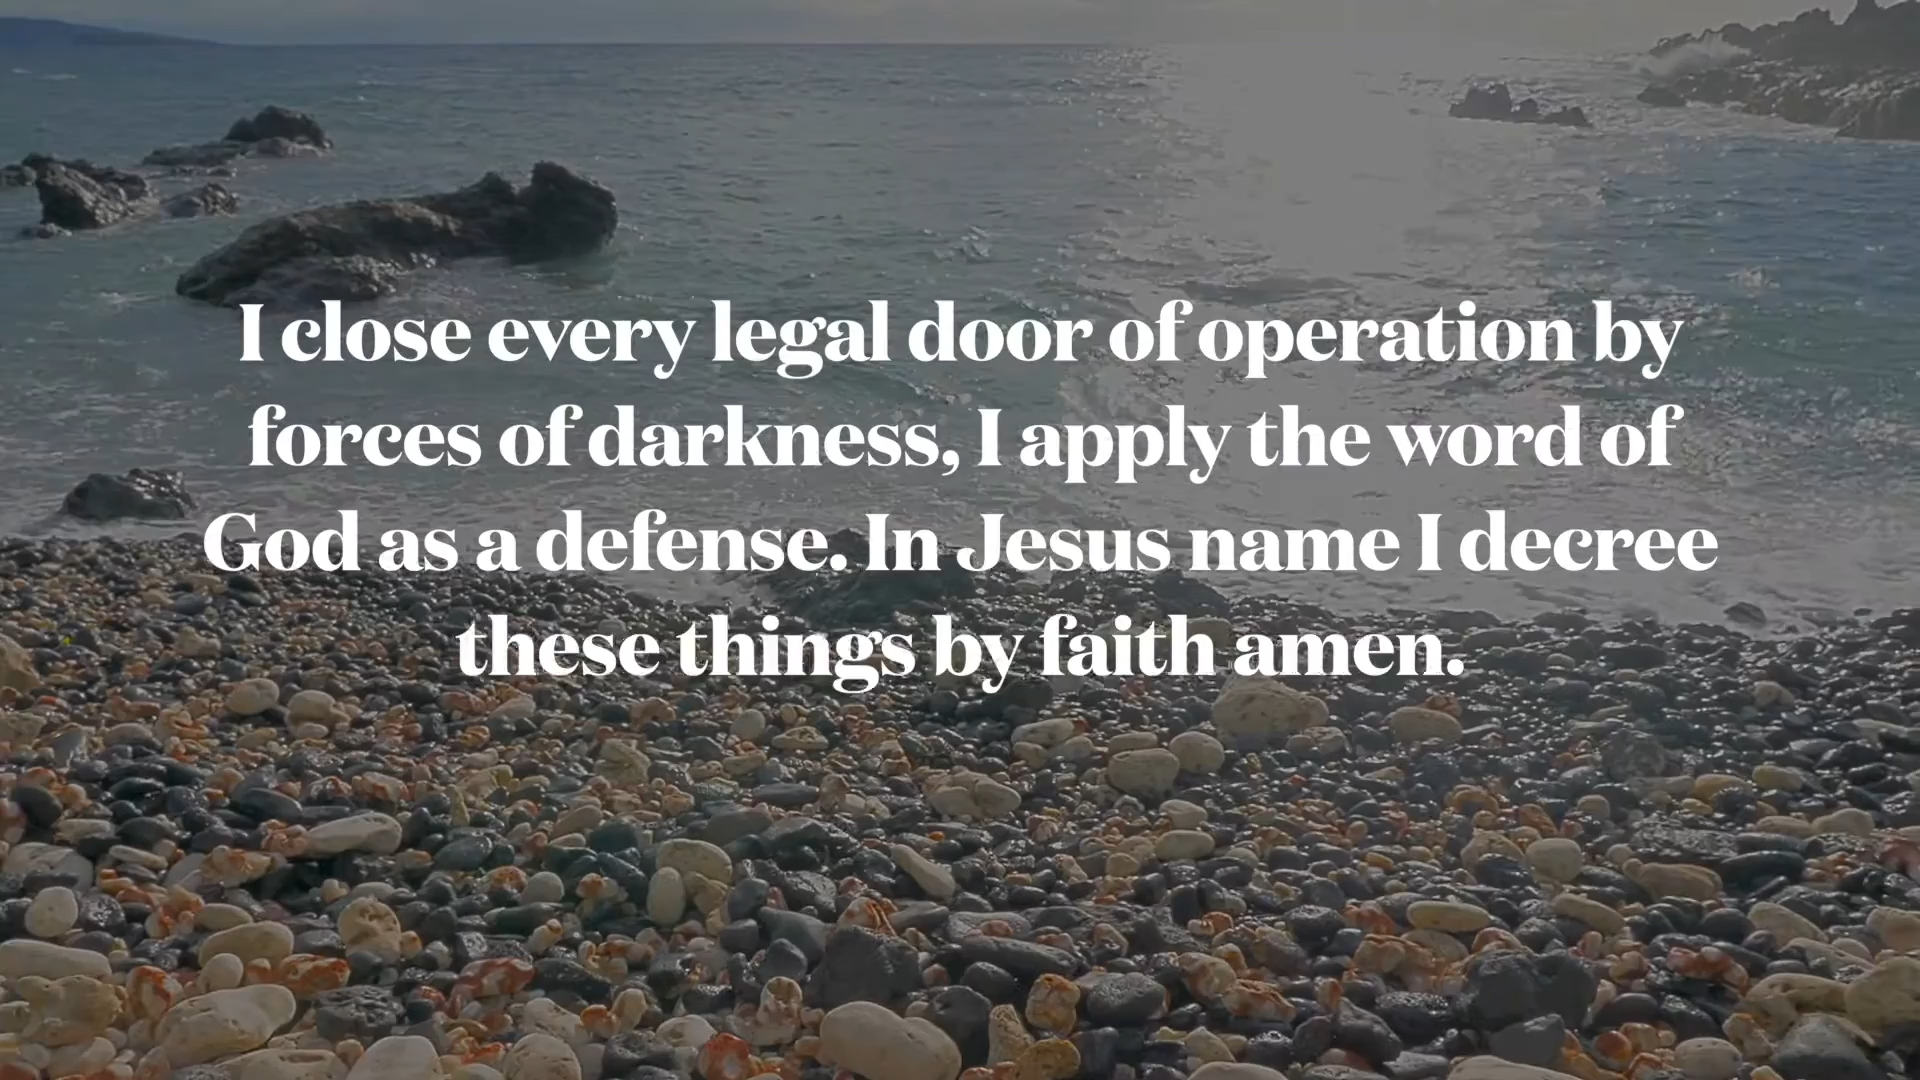 I close every legal door of operation by
forces of darkness, I apply the word of
God as a defense. In Jesus name I decree
these things by faith amen.